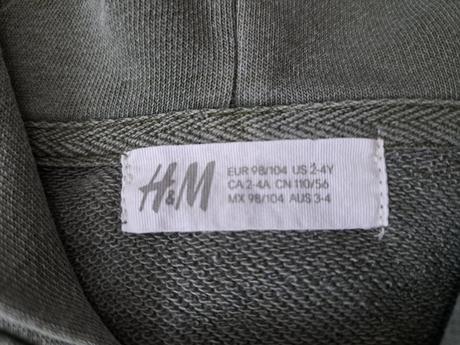 H&M
EUR 98/104 US 2-4Y
CA 2-4A CN 110/56
MX 98/104 AUS 3-4